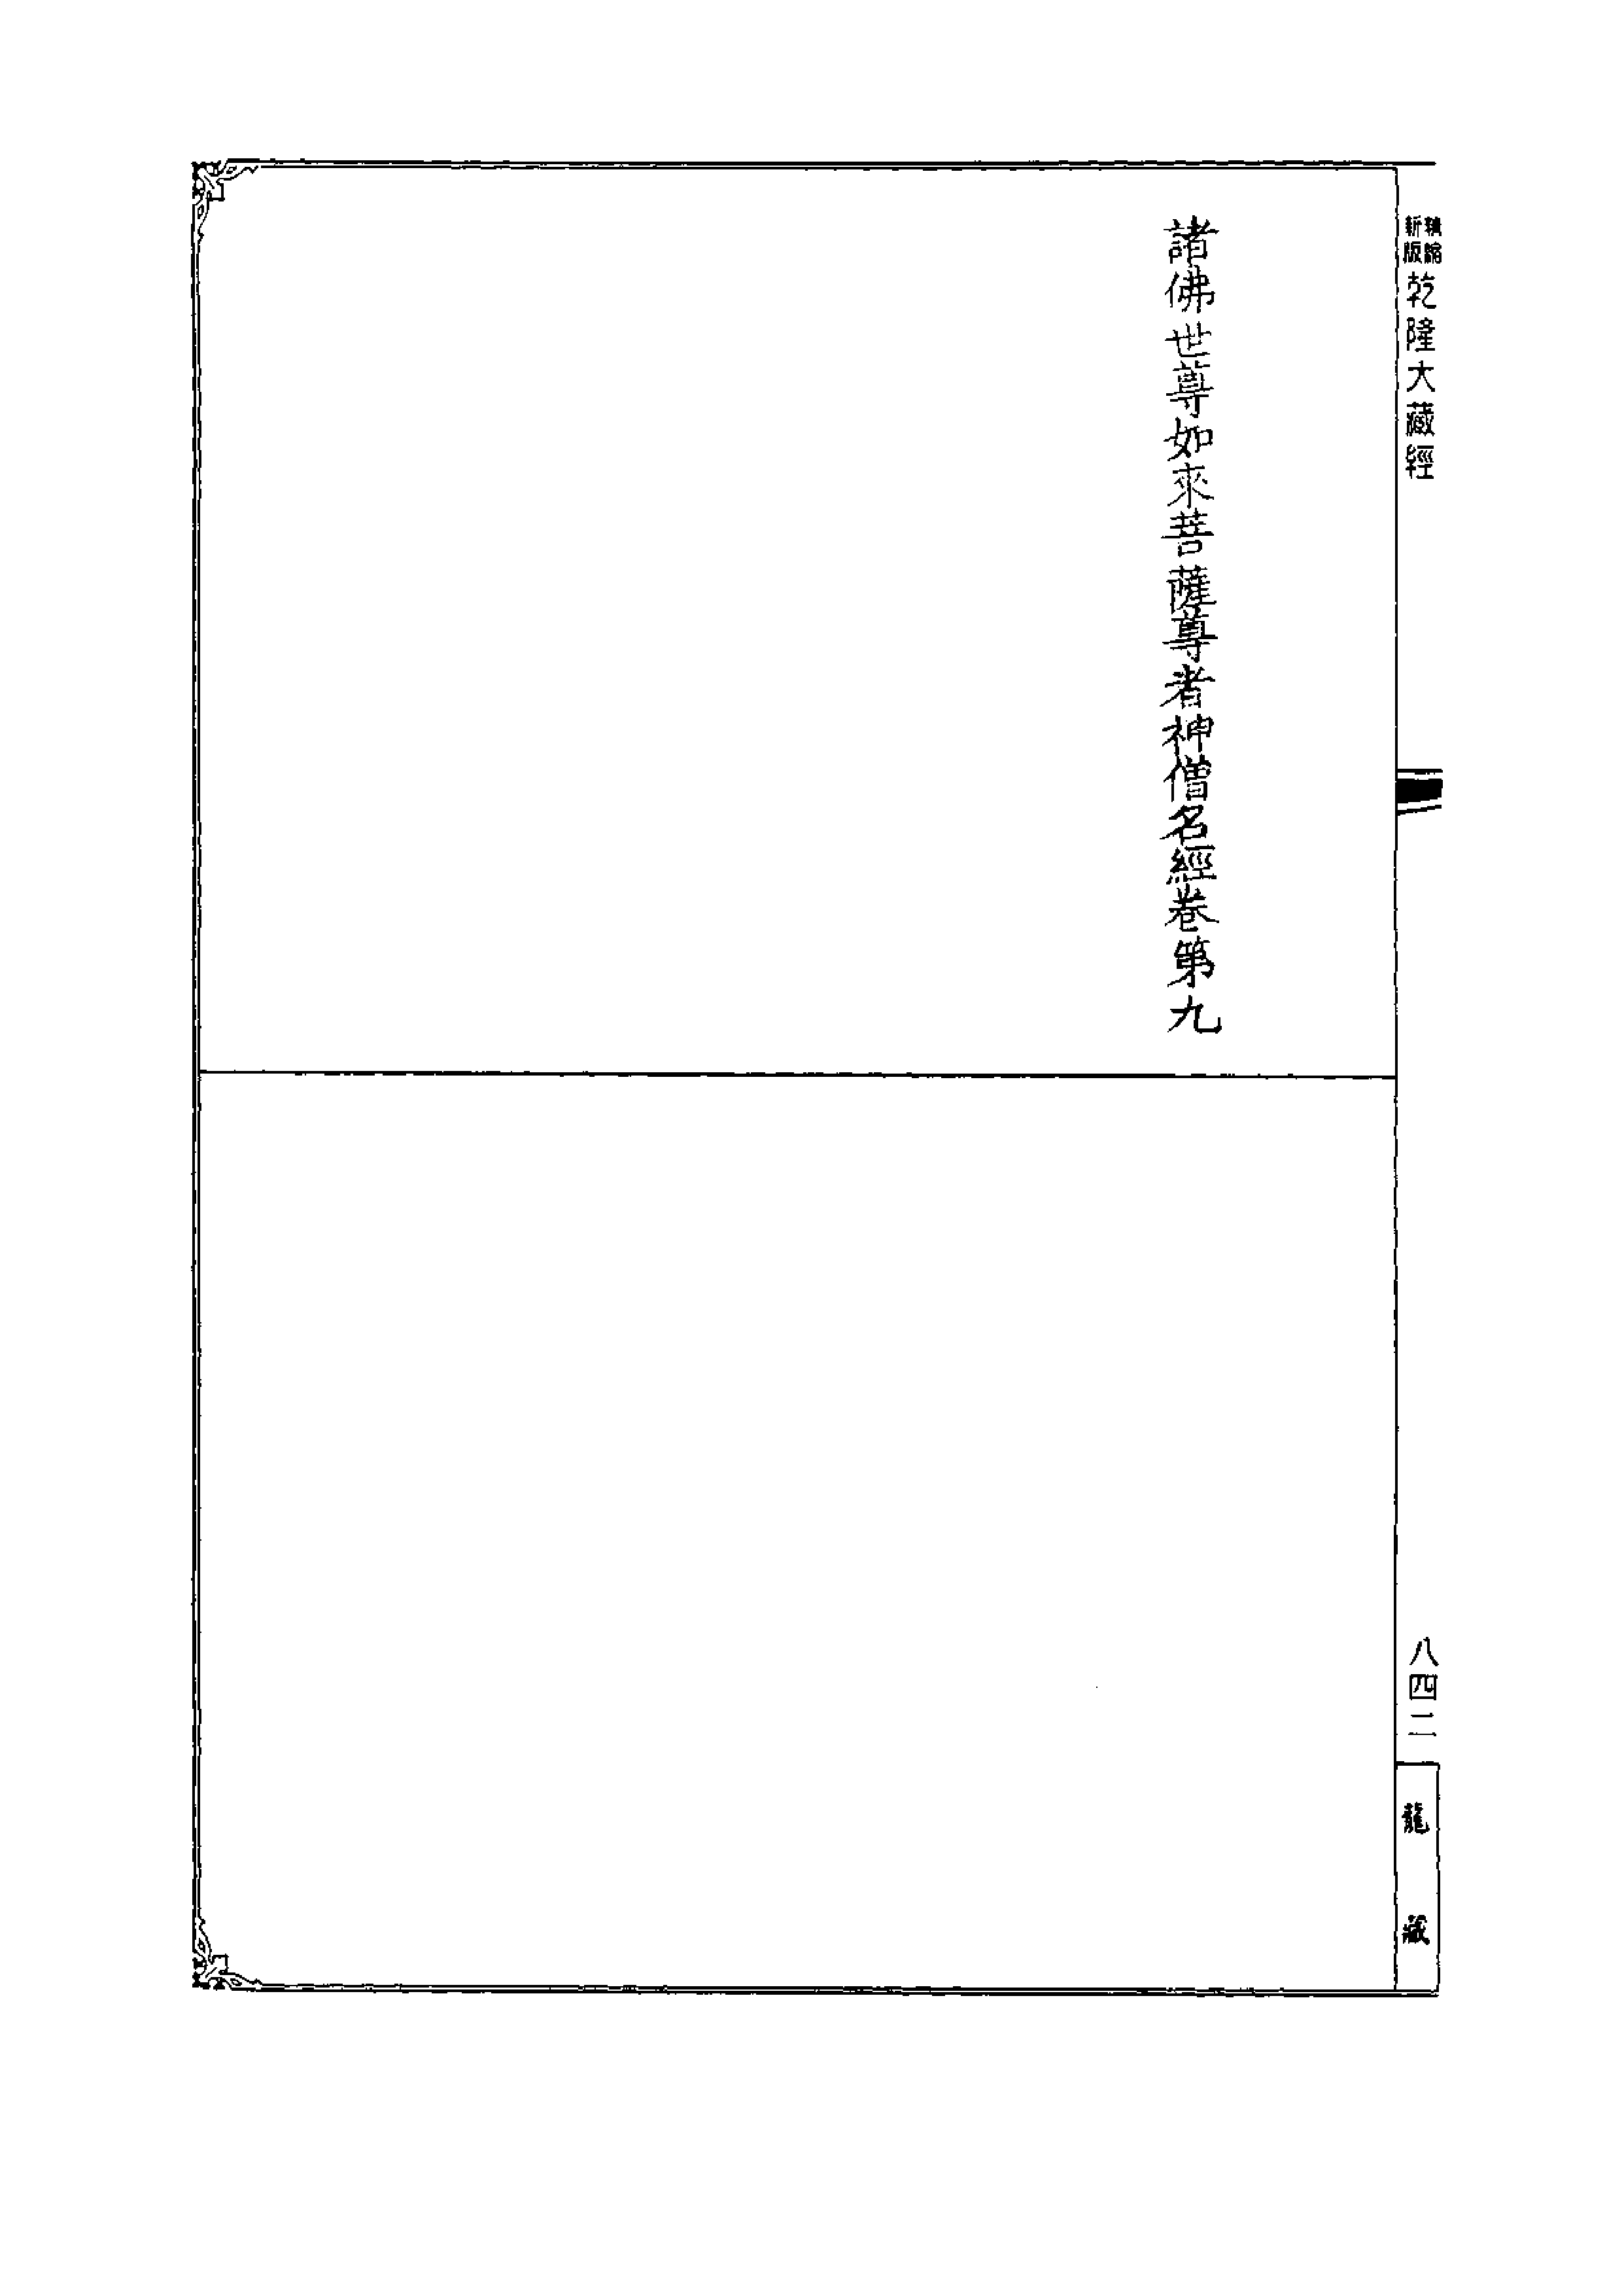 精縮新版乾隆大藏經
諸佛世尊如來菩薩尊者神僧名經卷第九
八四二
龍藏